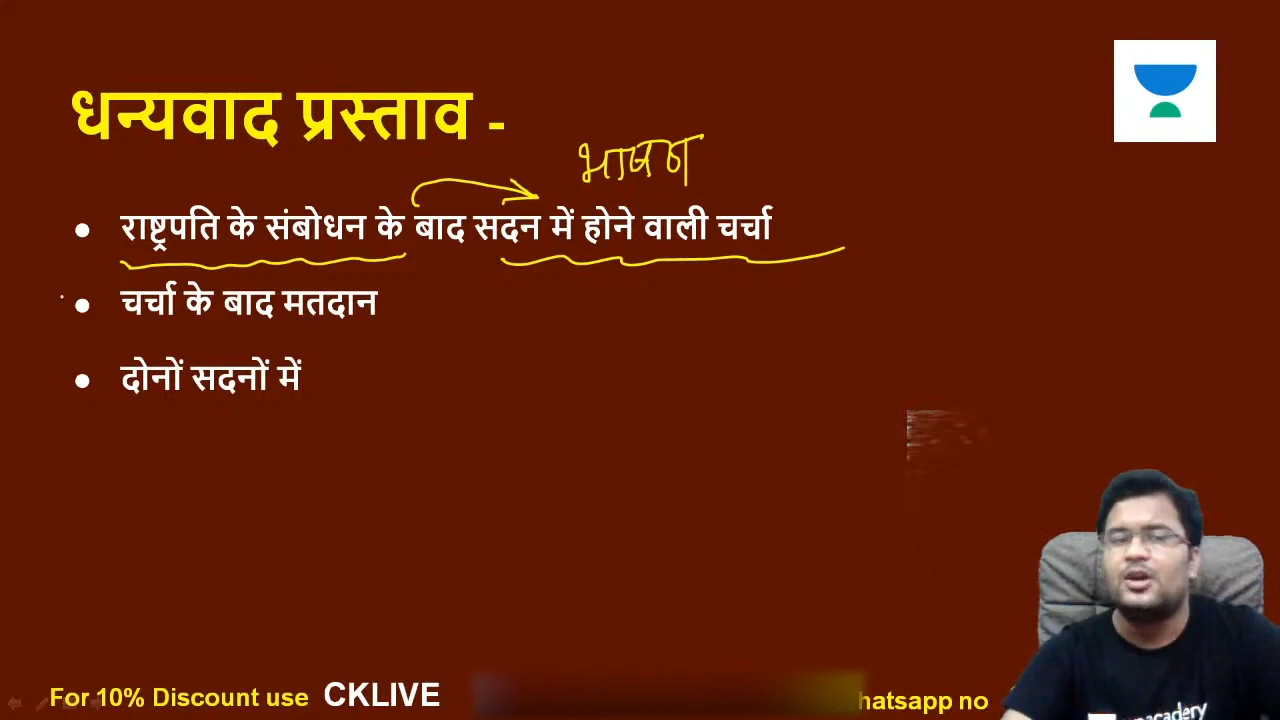 धन्यवाद प्रस्ताव -
भाषण
• राष्ट्रपति के संबोधन के बाद सदन में होने वाली चर्चा
• चर्चा के बाद मतदान
• दोनों सदनों में
For 10% Discount use CKLIVE
hatsapp no